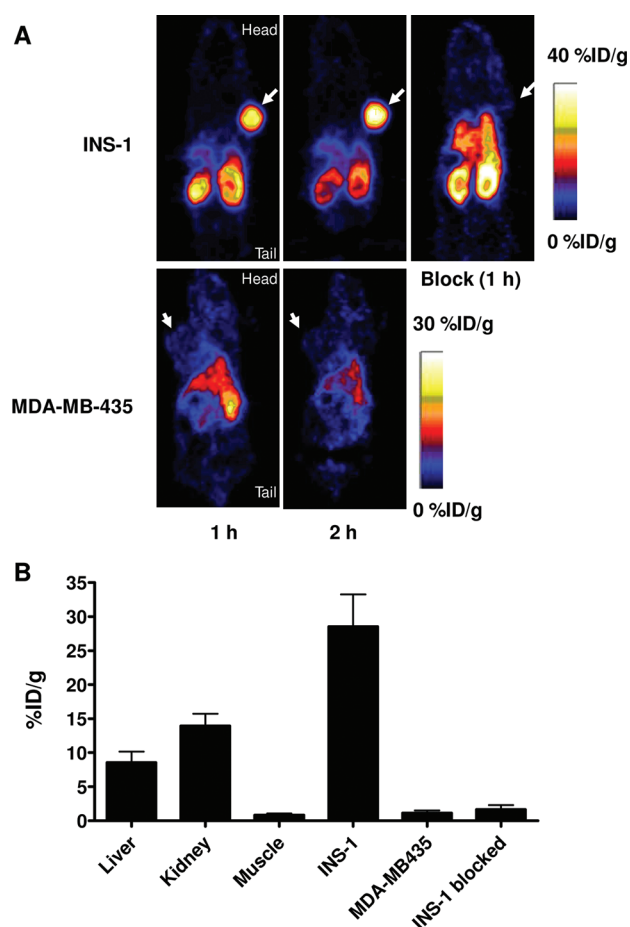 A
Head
40 %ID/g
INS-1
Tail
0 %ID/g
Head
Block (1 h)
30 %ID/g
MDA-MB-435
Tail
0 %ID/g
1 h
2 h
B
%ID/g
35
30
25
20
15
10
5
0
Liver
Kidney
Muscle
INS-1
MDA-MB435
INS-1 blocked